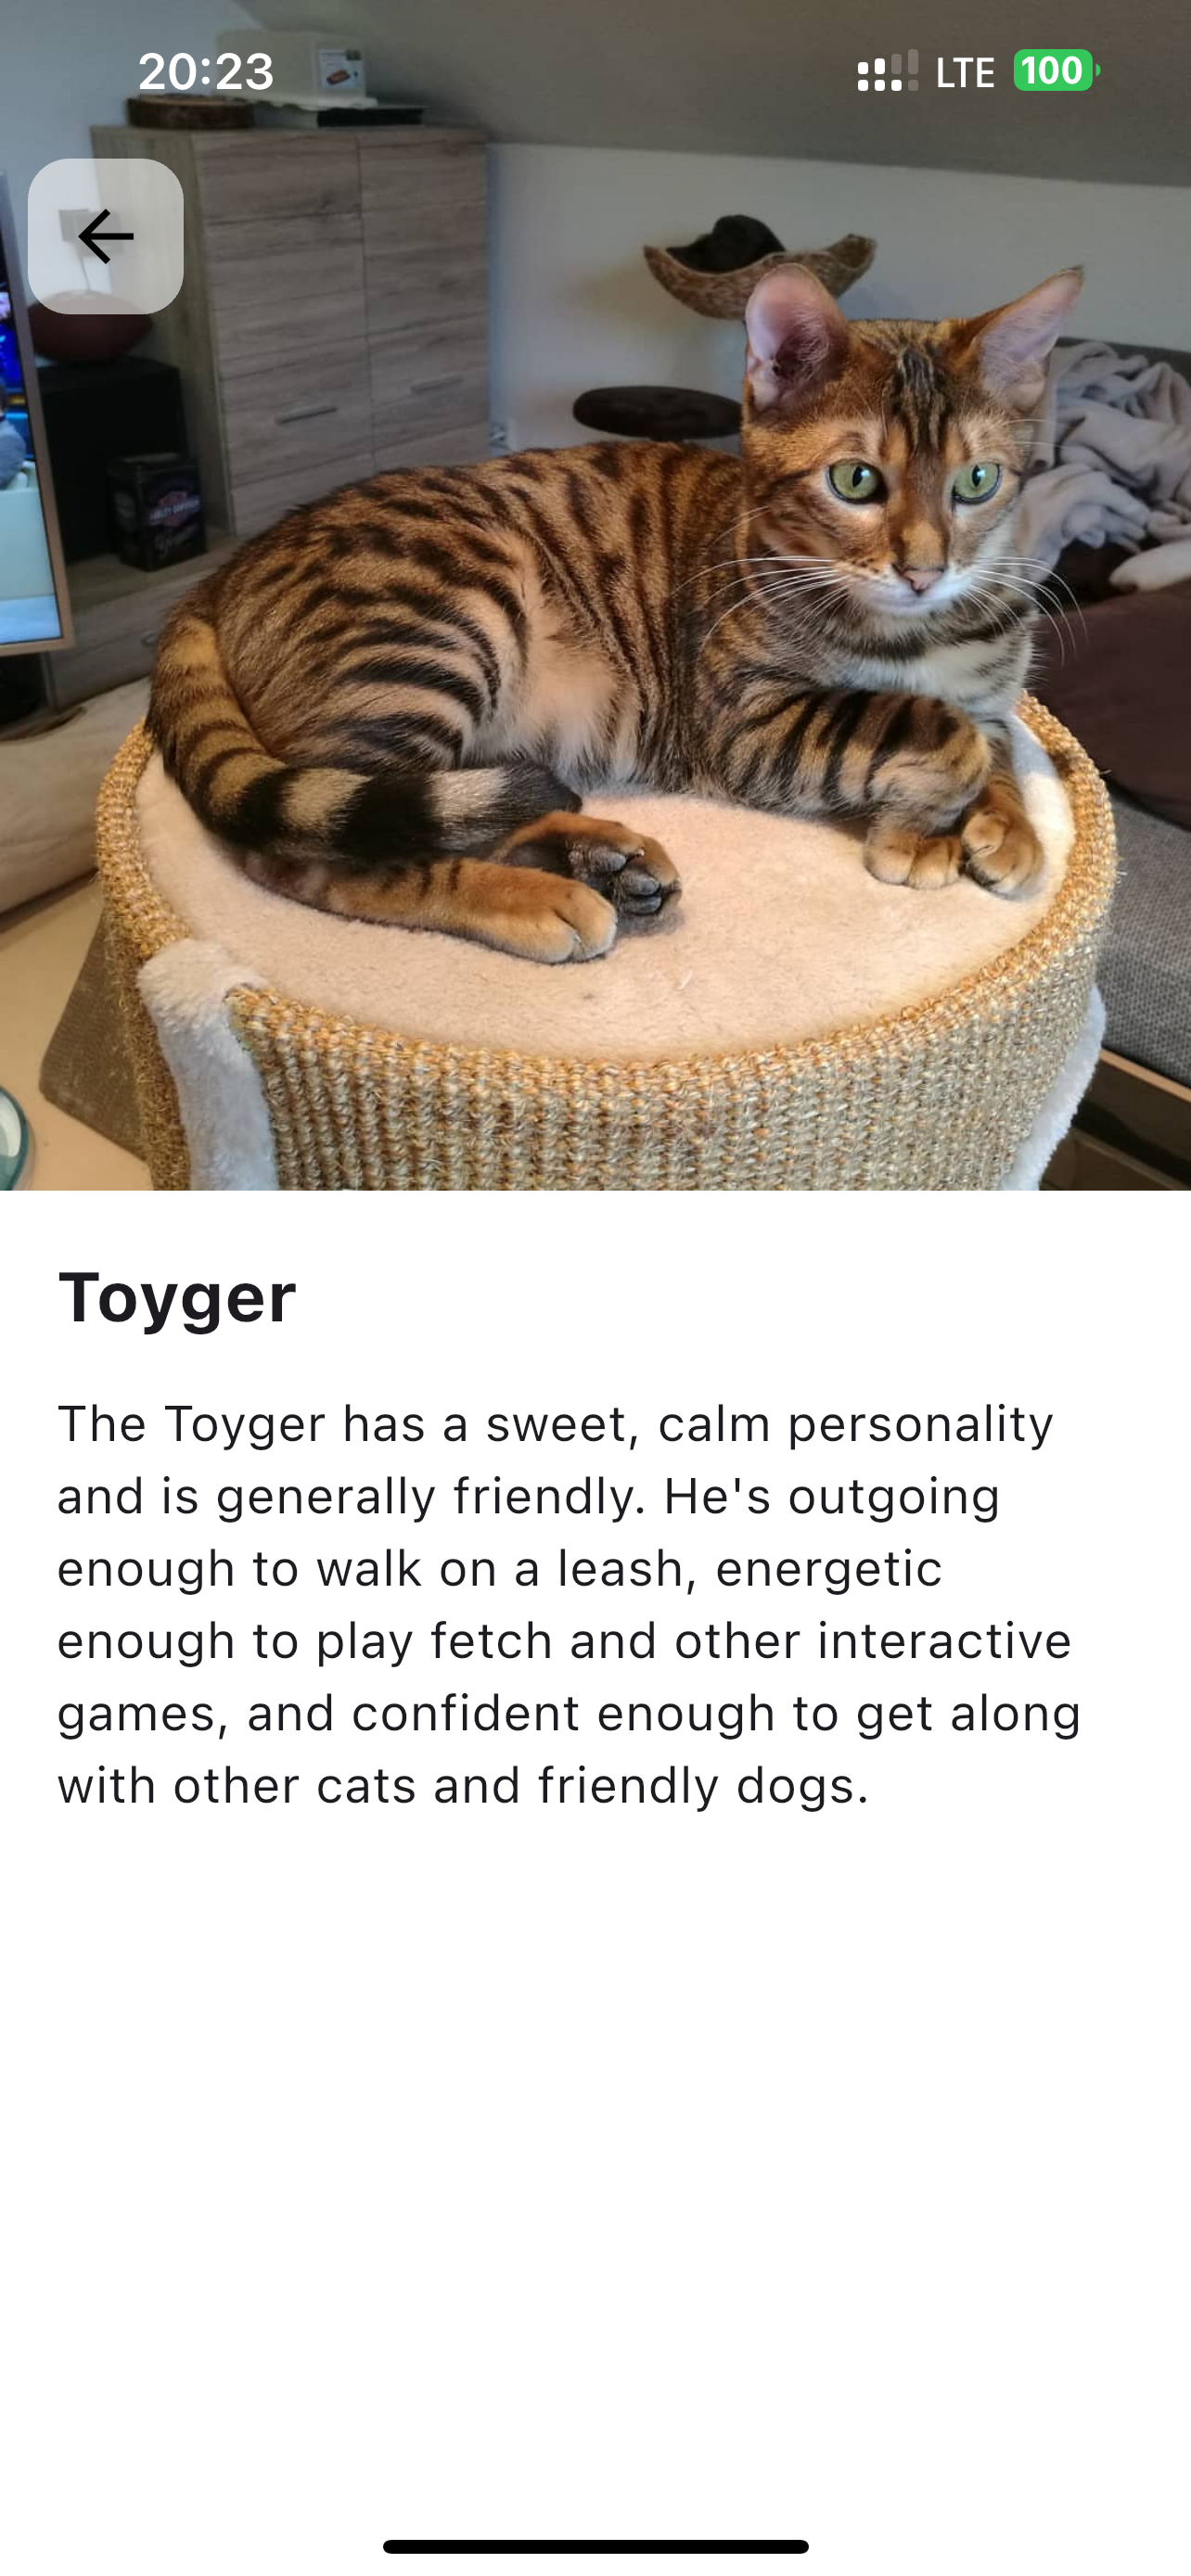 20:23 LTE 100
Toyger
The Toyger has a sweet, calm personality
and is generally friendly. He's outgoing
enough to walk on a leash, energetic
enough to play fetch and other interactive
games, and confident enough to get along
with other cats and friendly dogs.